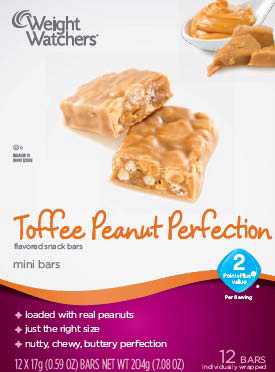 Weight
Watchers®
Toffee Peanut Perfection
flavored snack bars
mini bars
2
PointsPlus®
value
Per Serving
+ loaded with real peanuts
+ just the right size
+ nutty, chewy, buttery perfection
12 BARS
individually wrapped
12 X 17g (0.59 OZ) BARS NET WT 204g (7.08 OZ)